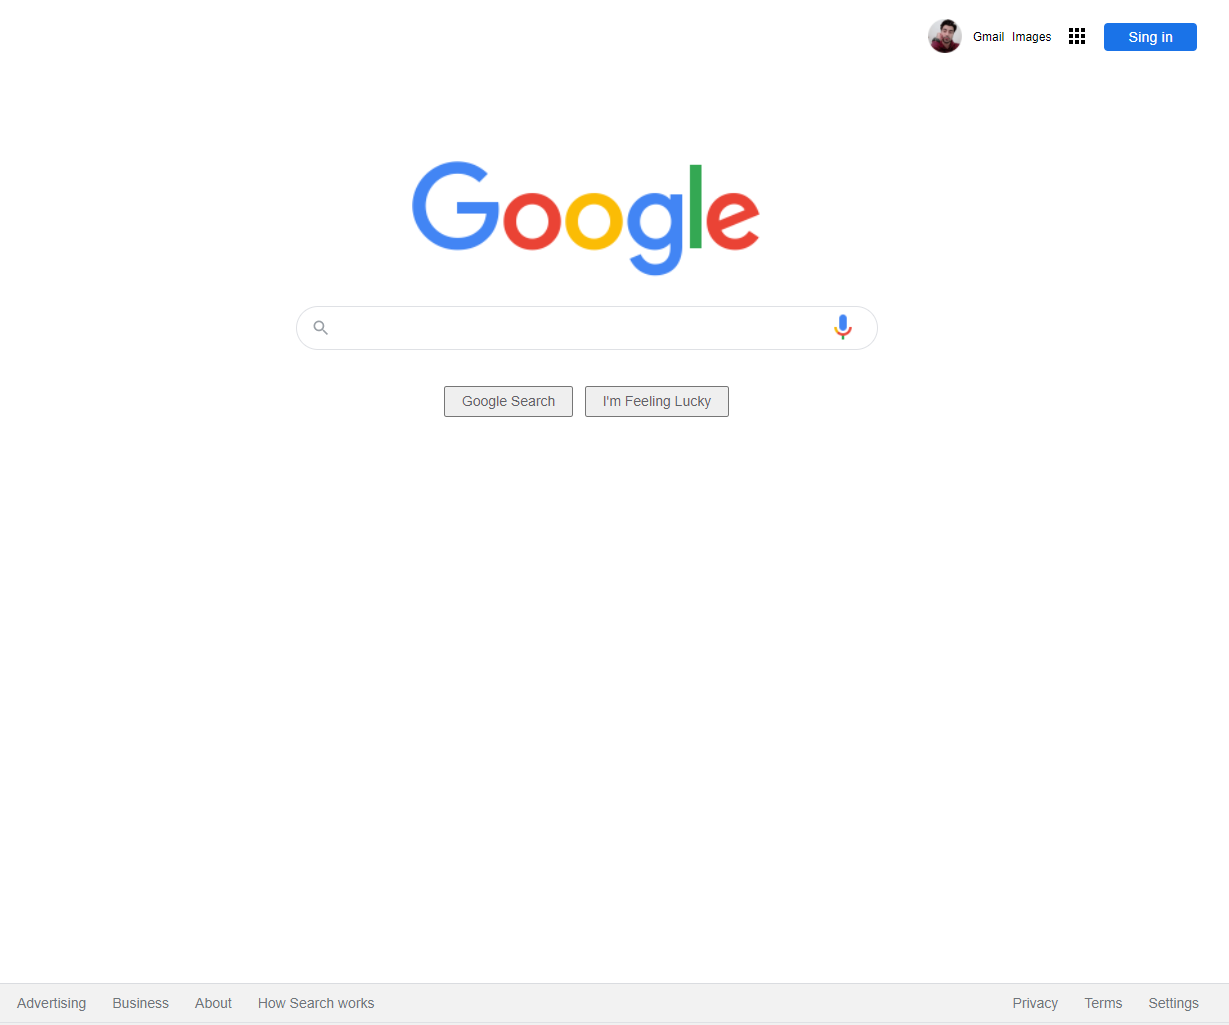 Gmail Images Sing in
Google
Google Search I'm Feeling Lucky
Advertising Business About How Search works Privacy Terms Settings